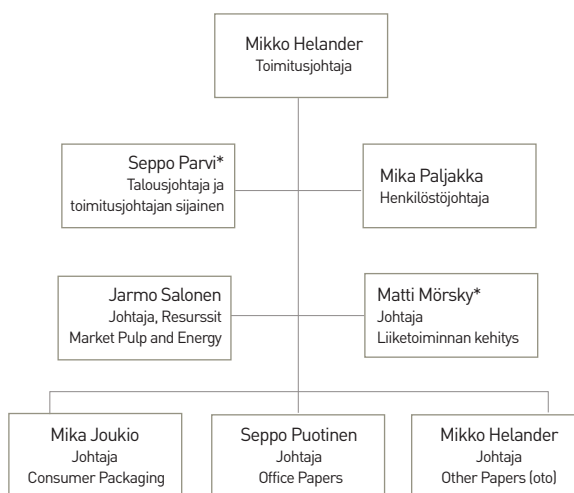 Mikko Helander
Toimitusjohtaja
Seppo Parvi*
Talousjohtaja ja
toimitusjohtajan sijainen
Mika Paljakka
Henkilöstöjohtaja
Jarmo Salonen
Johtaja, Resurssit
Market Pulp and Energy
Matti Mörsky*
Johtaja
Liiketoiminnan kehitys
Mika Joukio
Johtaja
Consumer Packaging
Seppo Puotinen
Johtaja
Office Papers
Mikko Helander
Johtaja
Other Papers (oto)